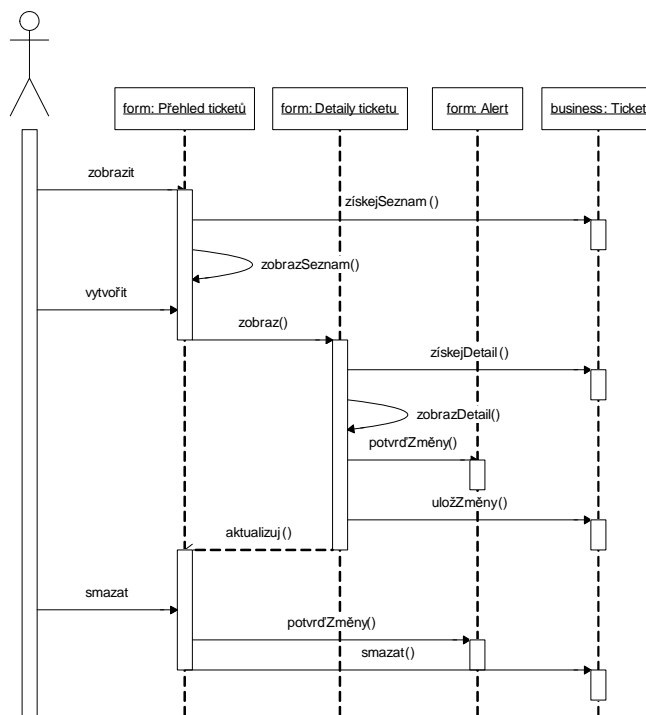 form: Přehled ticketů
form: Detaily ticketu
form: Alert
business: Ticket
zobrazit
získejSeznam()
zobrazSeznam()
vytvořit
zobraz()
získejDetail()
zobrazDetail()
potvrďZměny()
uložZměny()
aktualizuj()
smazat
potvrďZměny()
smazat()